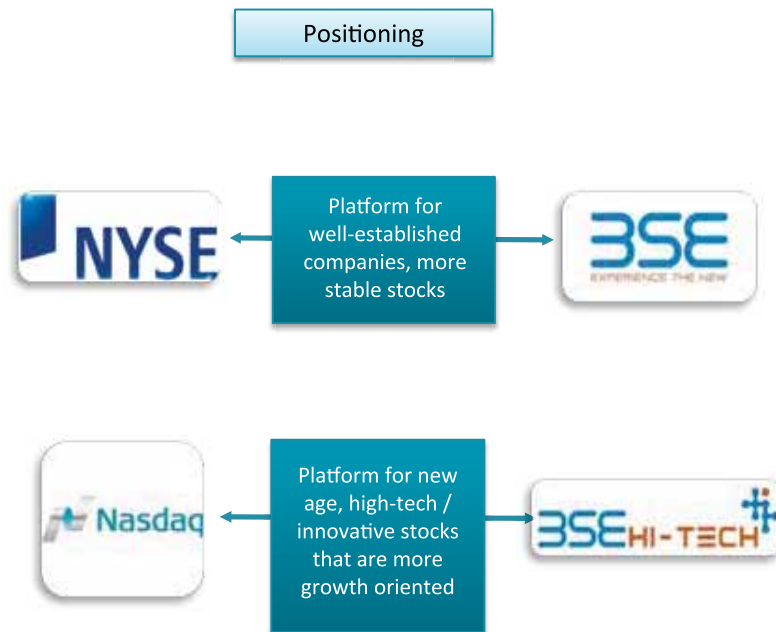 Positioning
NYSE
Platform for
well-established
companies, more
stable stocks
BSE
EXPERIENCE THE NEW
Nasdaq
Platform for new
age, high-tech /
innovative stocks
that are more
growth oriented
BSE HI-TECH